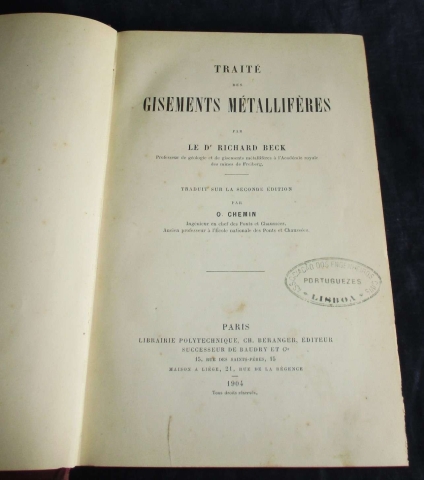 TRAITÉ
DES
GISEMENTS MÉTALLIFÈRES
PAR
LE Dr RICHARD BECK
Professeur de géologie et de gisements métallifères à l'Académie royale
des mines de Freiberg.
TRADUIT SUR LA SECONDE ÉDITION
PAR
O CHEMIN
Ingénieur en chef des Ponts et Chaussées,
Ancien professeur à l'École nationale des Ponts et Chaussées.
PORTUGUEZES
LISBOA
PARIS
LIBRAIRIE POLYTECHNIQUE, CH. BERANGER, ÉDITEUR
SUCCESSEUR DE BAUDRY ET Cie
15, RUE DES SAINTS-PÈRES, 15
MAISON A LIÈGE, 21, RUE DE LA RÉGENCE
1904
Tous droits réservés.